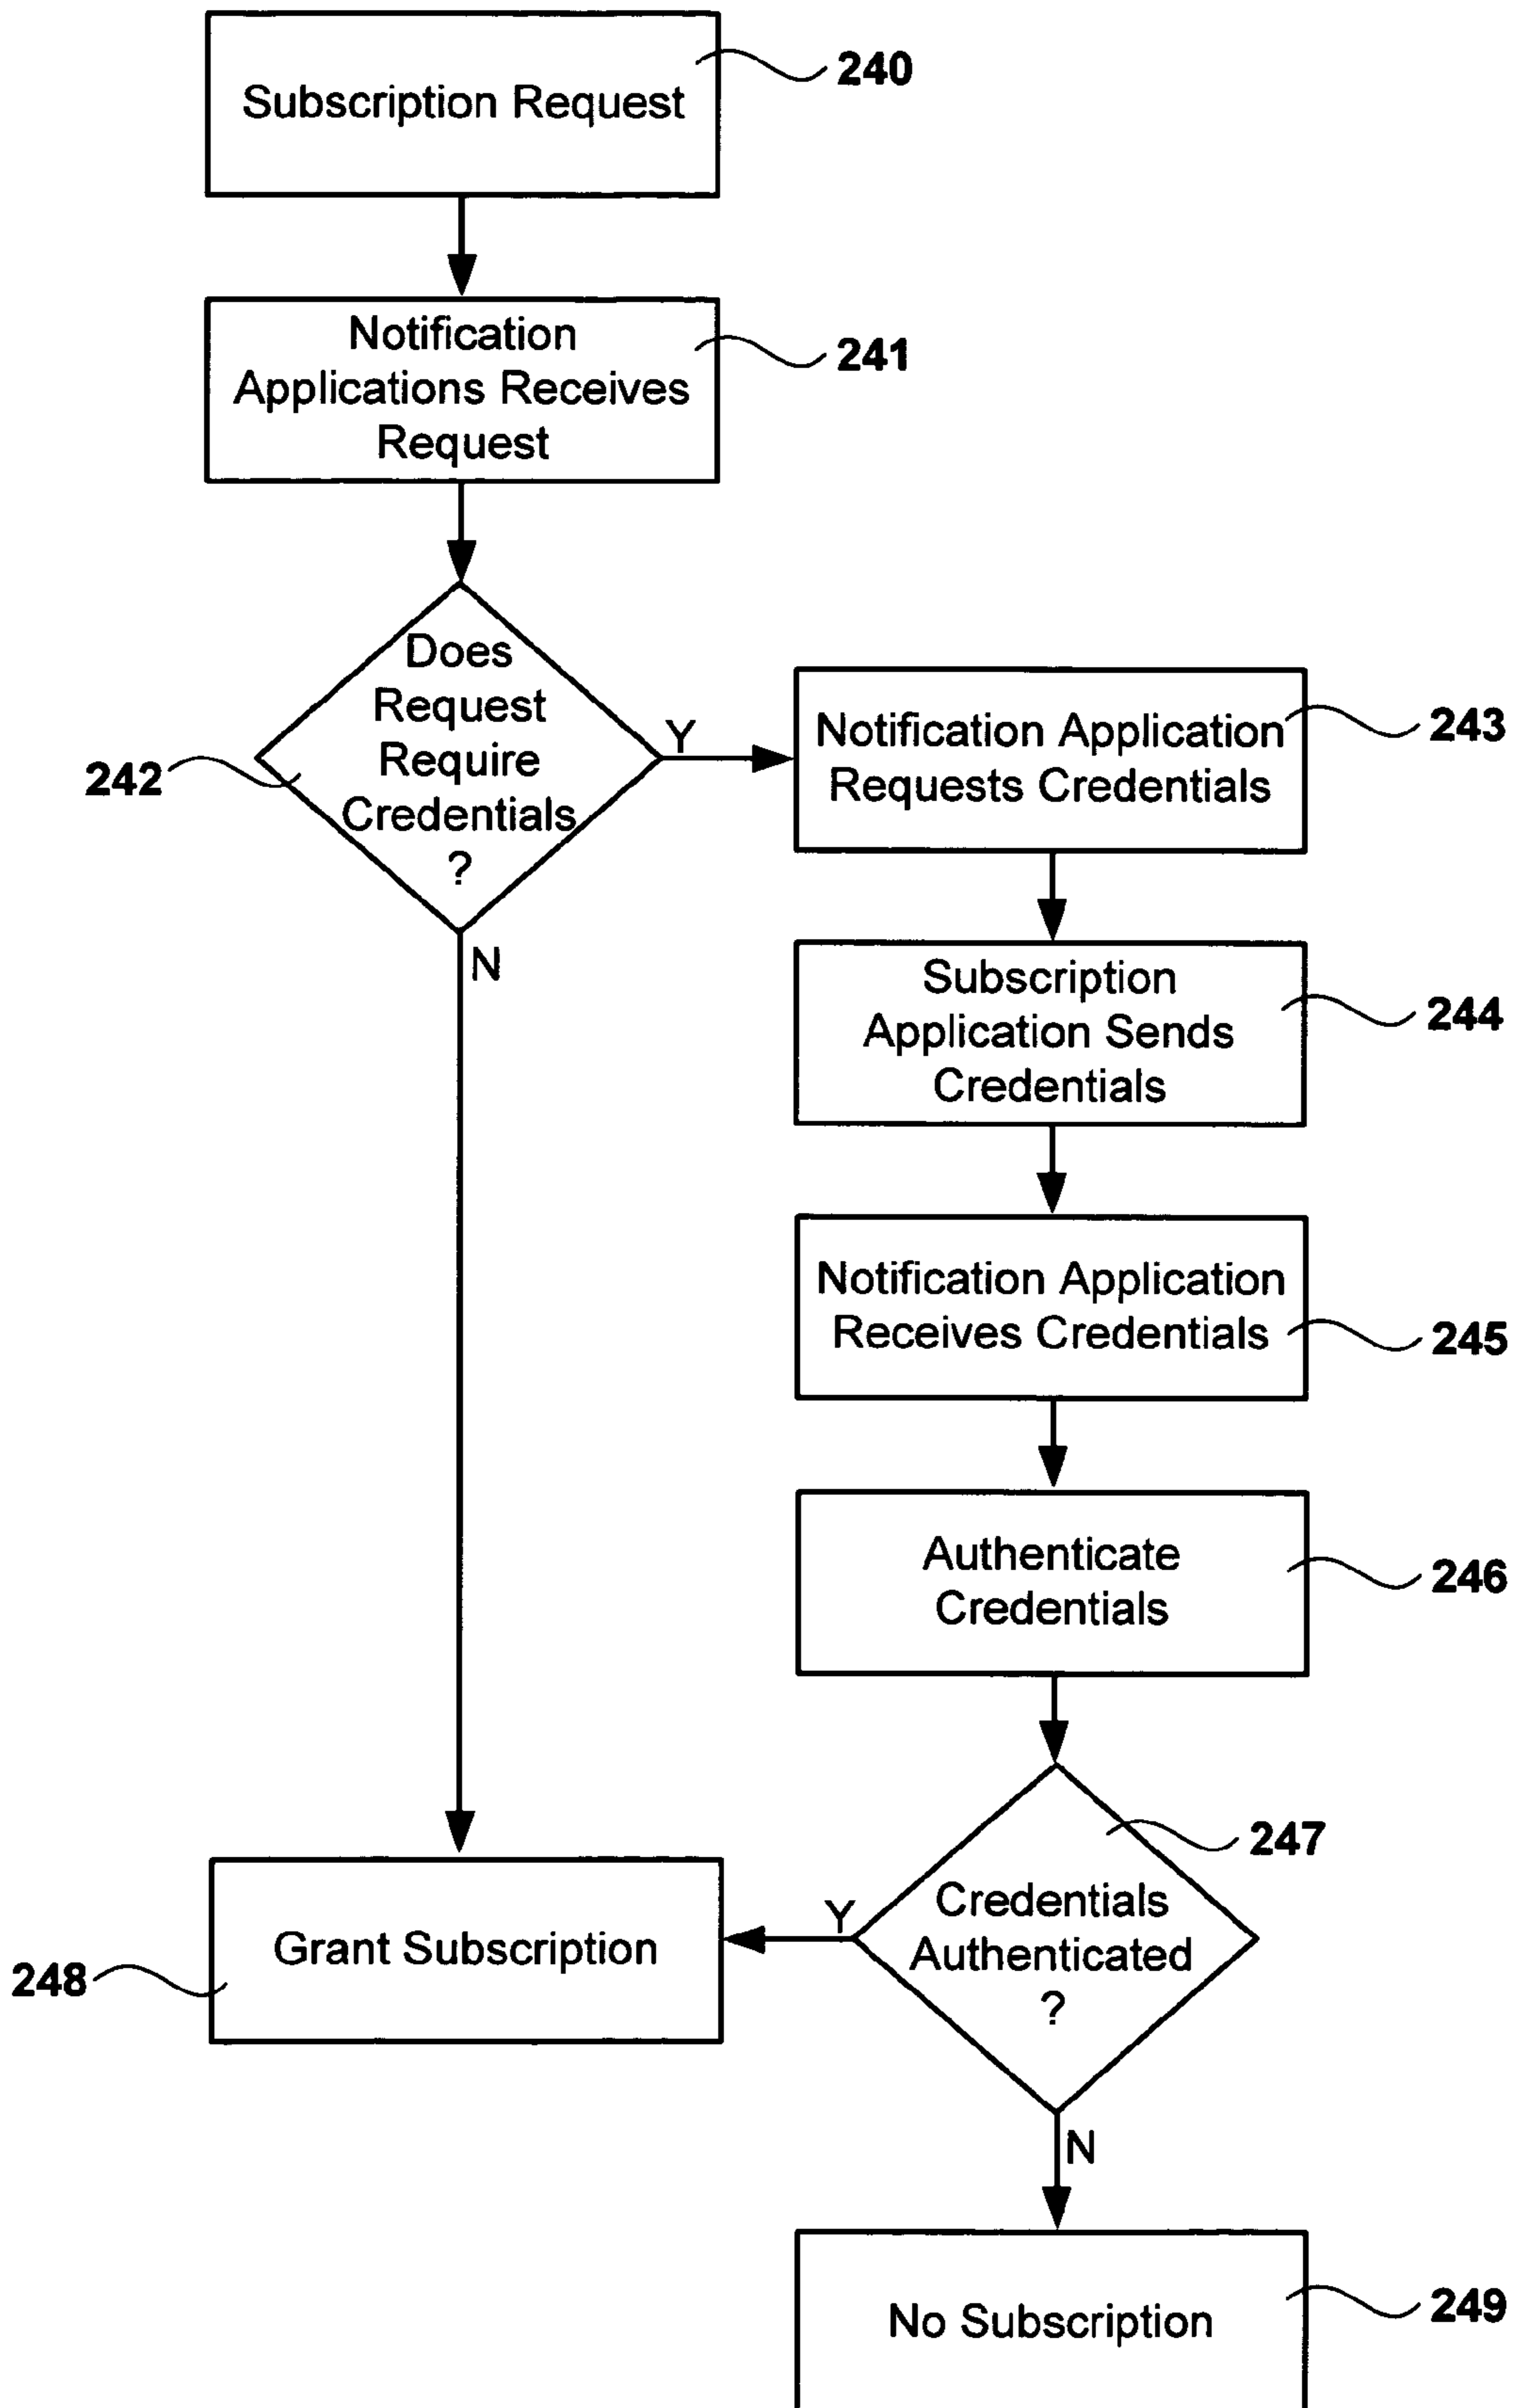 Subscription Request
240
Notification
Applications Receives
Request
241
Does
Request
Require
Credentials
?
242
Y
N
Notification Application
Requests Credentials
243
Subscription
Application Sends
Credentials
244
Notification Application
Receives Credentials
245
Authenticate
Credentials
246
247
Credentials
Authenticated
?
Y
N
Grant Subscription
248
No Subscription
249